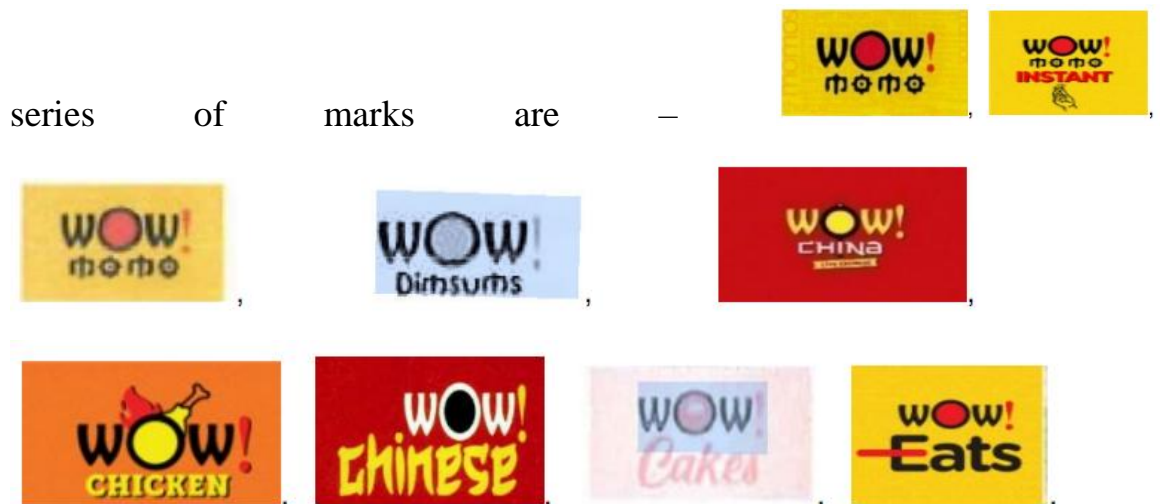 series of marks are –
WOW!
momo
,
WOW!
momo
INSTANT
,
WOW!
momo
,
WOW!
Dimsums
,
WOW!
CHINA
,
WOW!
CHICKEN
,
WOW!
Chinese
,
WOW!
Cakes
,
WOW!
Eats
,